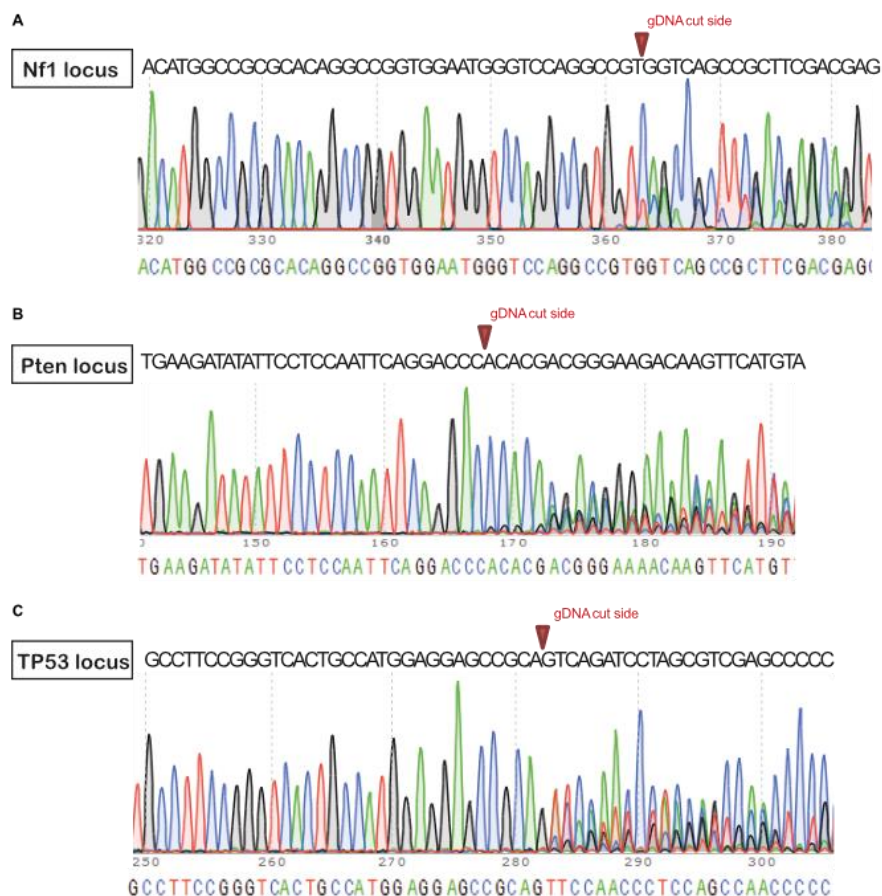 A
gDNA cut side
Nf1 locus
ACATGGCCGCGCACAGGCCGGTGGAATGGGTCCAGGCCGTGGTCAGCCGCTTCGACGAG
320 330 340 350 360 370 380
ACATGGCCGCGCACAGGCCGGTGGAATGGGTCCAGGCCGTGGTCAGCCGCTTCGACGAGC
B
gDNA cut side
Pten locus
TGAAGATATATTCCTCCAATTCAGGACCCACACGACGGGAAGACAAGTTCATGTA
150 160 170 180 190
TGAAGATATATTCCTCCAATTCAGGACCCACACGACGGGAAAACAAGTTCATGT
C
gDNA cut side
TP53 locus
GCCTTCCGGGTCACTGCCATGGAGGAGCCGCAGTCAGATCCTAGCGTCGAGCCCCC
250 260 270 280 290 300
GCCTTCCGGGTCACTGCCATGGAGGAGCCGCAGTTCCAACCCTCCAGCCAACCCCC